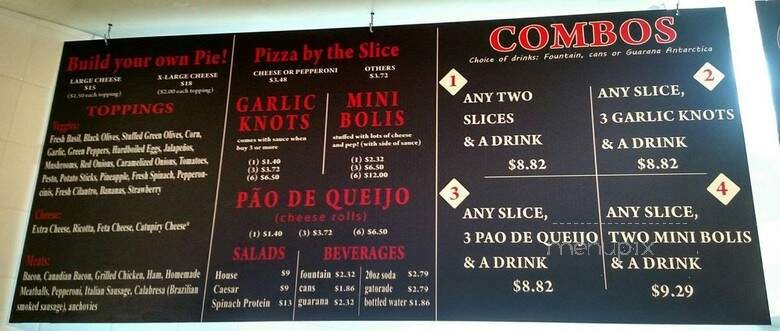 Build your own Pie!
LARGE CHEESE X-LARGE CHEESE
$15 $18
($1.50 each topping) ($2.00 each topping)
TOPPINGS
Veggies:
Fresh Basil, Black Olives, Stuffed Green Olives, Corn,
Garlic, Green Peppers, Hardboiled Eggs, Jalapeños,
Mushrooms, Red Onions, Caramelized Onions, Tomatoes,
Pesto, Potato Sticks, Pineapple, Fresh Spinach, Pepperon-
cinis, Fresh Cilantro, Bananas, Strawberry
Cheese:
Extra Cheese, Ricotta, Feta Cheese, Catupiry Cheese*
Meats:
Bacon, Canadian Bacon, Grilled Chicken, Ham, Homemade
Meatballs, Pepperoni, Italian Sausage, Calabresa (Brazilian
smoked sausage), anchovies
Pizza by the Slice
CHEESE OR PEPPERONI OTHERS
$3.48 $3.72
GARLIC
KNOTS
comes with sauce when
buy 3 or more
(1) $1.40
(3) $3.72
(6) $6.50
MINI
BOLIS
stuffed with lots of cheese
and pep! (with side of sauce)
(1) $2.32
(3) $6.50
(6) $12.00
PÃO DE QUEIJO
(cheese rolls)
(1) $1.40 (3) $3.72 (6) $6.50
SALADS
House $9
Caesar $9
Spinach Protein $13
BEVERAGES
fountain $2.32 20oz soda $2.79
cans $1.86 gatorade $2.79
guarana $2.32 bottled water $1.86
COMBOS
Choice of drinks: Fountain, cans or Guarana Antarctica
1
ANY TWO
SLICES
& A DRINK
$8.82
2
ANY SLICE,
3 GARLIC KNOTS
& A DRINK
$8.82
3
ANY SLICE,
3 PAO DE QUEIJO
& A DRINK
$8.82
4
ANY SLICE,
TWO MINI BOLIS
& A DRINK
$9.29
menupix